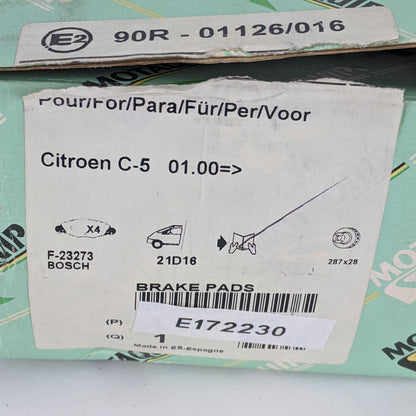 E2 90R - 01126/016
Pour/For/Para/Für/Per/Voor
Citroen C-5 01.00=>
X4
F-23273
BOSCH
21D16
287x28
BRAKE PADS
(P)
E172230
(Q) 1
Made in ES-Espagne